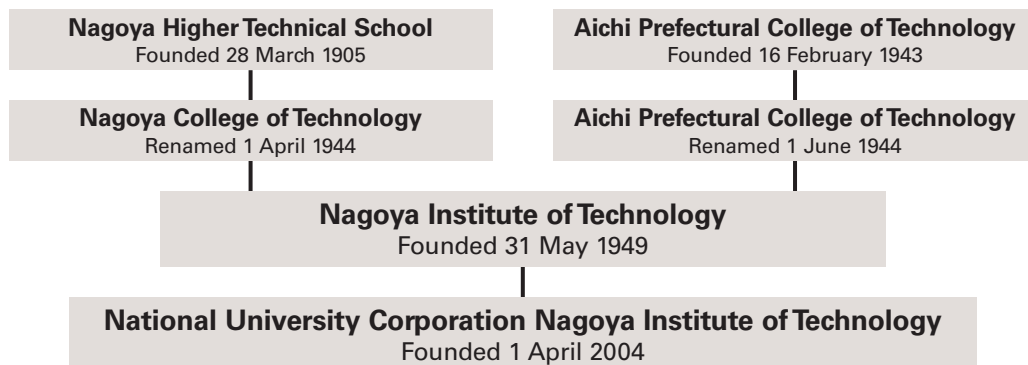 Nagoya Higher Technical School
Founded 28 March 1905
Aichi Prefectural College of Technology
Founded 16 February 1943
Nagoya College of Technology
Renamed 1 April 1944
Aichi Prefectural College of Technology
Renamed 1 June 1944
Nagoya Institute of Technology
Founded 31 May 1949
National University Corporation Nagoya Institute of Technology
Founded 1 April 2004